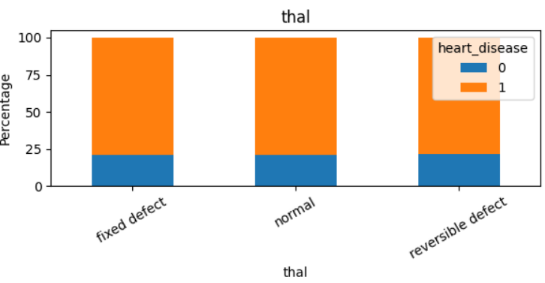 thal
100
75
50
25
0
Percentage
heart_disease
0
1
fixed defect
normal
reversible defect
thal